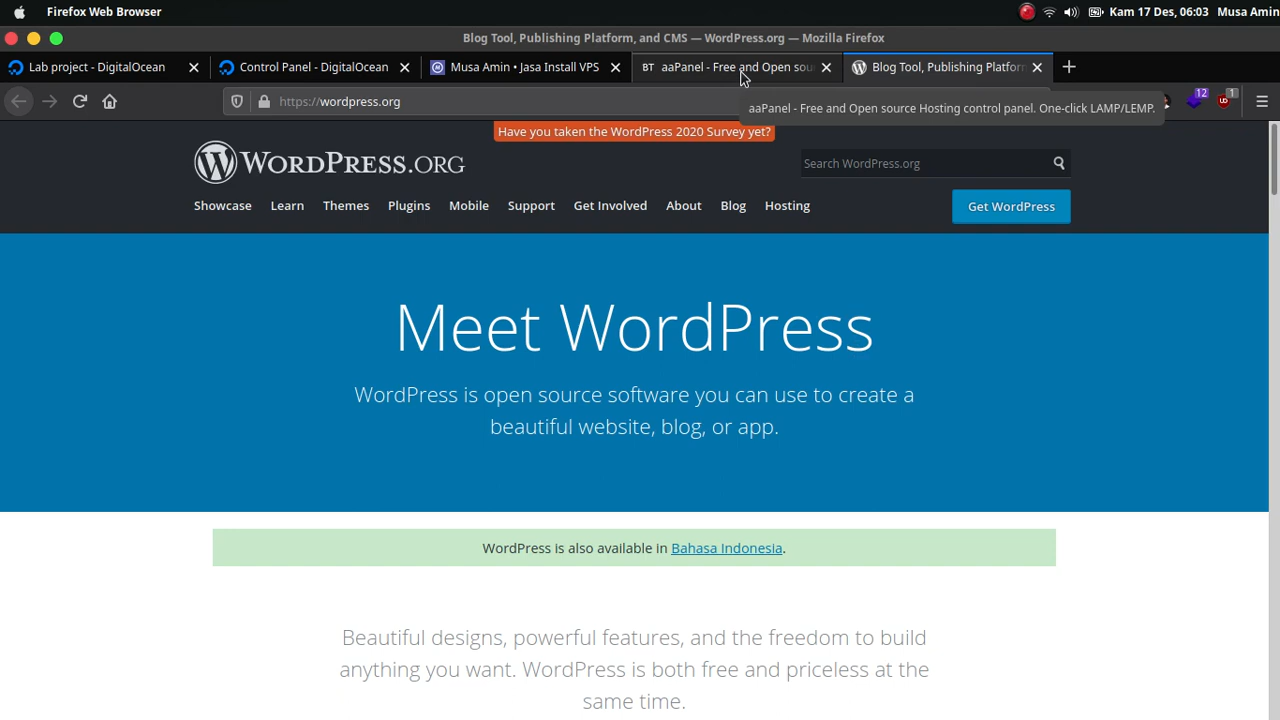 Firefox Web Browser
Kam 17 Des, 06:03 Musa Amin
Blog Tool, Publishing Platform, and CMS — WordPress.org — Mozilla Firefox
Lab project - DigitalOcean
Control Panel - DigitalOcean
Musa Amin • Jasa Install VPS
BT aaPanel - Free and Open sou
Blog Tool, Publishing Platform
https://wordpress.org
12
1
aaPanel - Free and Open source Hosting control panel. One-click LAMP/LEMP.
Have you taken the WordPress 2020 Survey yet?
WORDPRESS.ORG
Search WordPress.org
Showcase Learn Themes Plugins Mobile Support Get Involved About Blog Hosting
Get WordPress
Meet WordPress
WordPress is open source software you can use to create a
beautiful website, blog, or app.
WordPress is also available in Bahasa Indonesia.
Beautiful designs, powerful features, and the freedom to build
anything you want. WordPress is both free and priceless at the
same time.